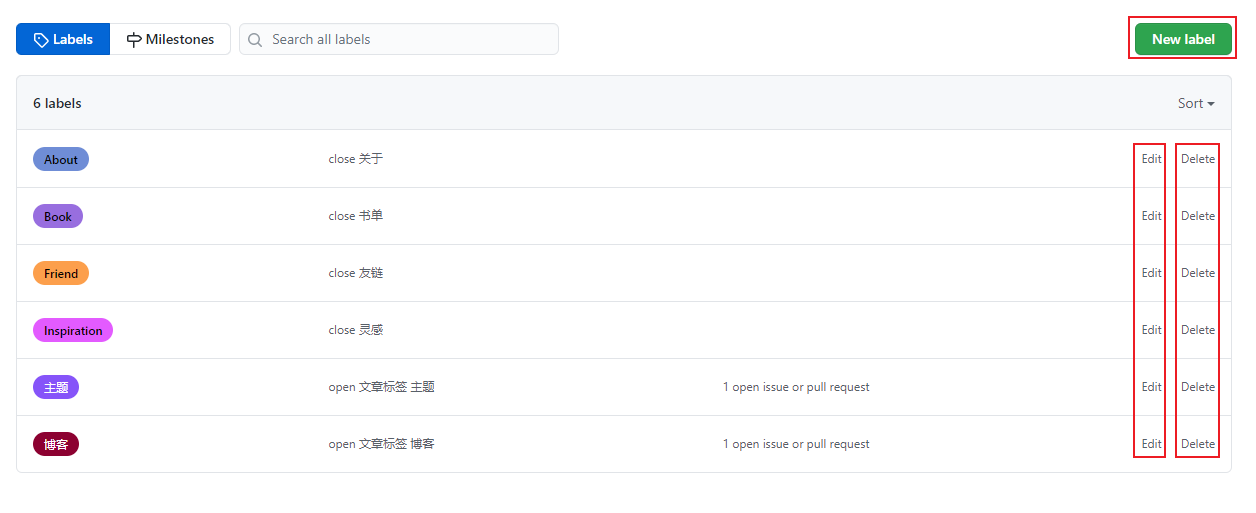 Labels Milestones Search all labels New label
6 labels Sort
About close 关于 Edit Delete
Book close 书单 Edit Delete
Friend close 友链 Edit Delete
Inspiration close 灵感 Edit Delete
主题 open 文章标签 主题 1 open issue or pull request Edit Delete
博客 open 文章标签 博客 1 open issue or pull request Edit Delete